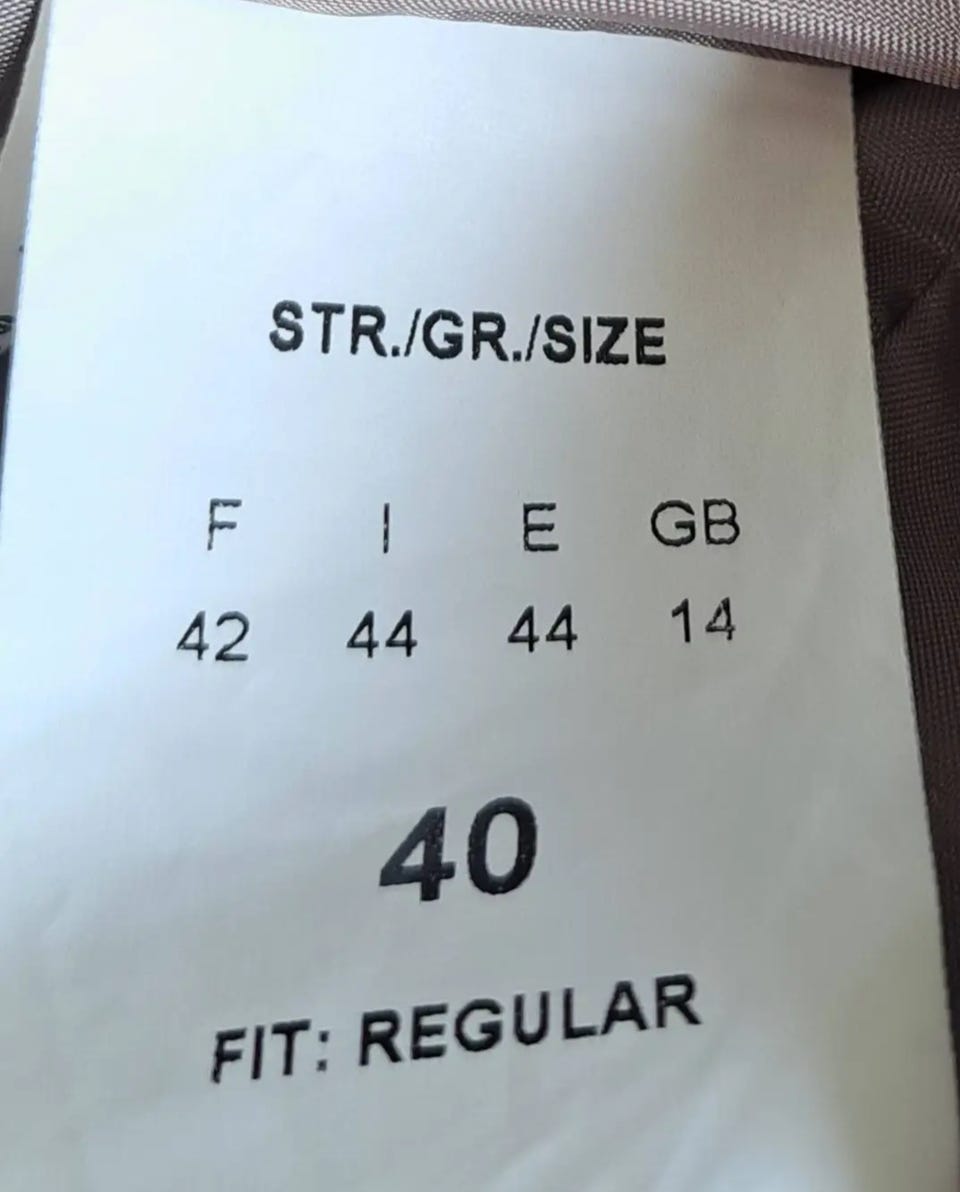 STR./GR./SIZE
F I E GB
42 44 44 14
40
FIT: REGULAR